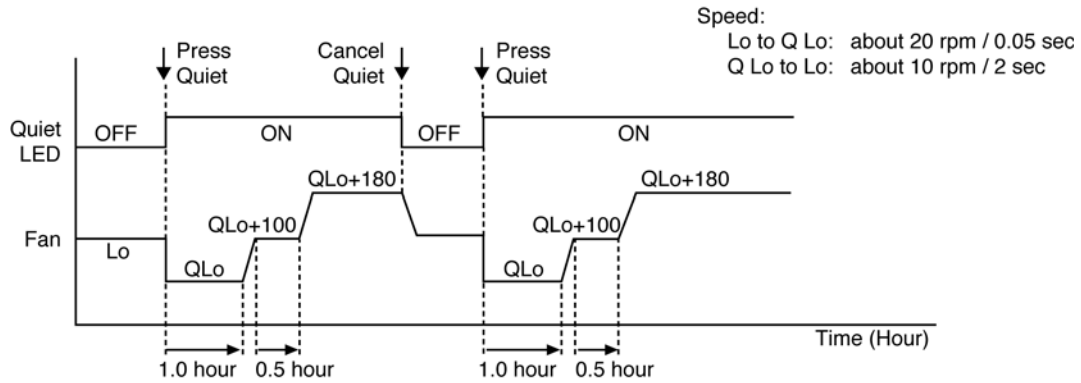 Speed:
Lo to Q Lo: about 20 rpm / 0.05 sec
Q Lo to Lo: about 10 rpm / 2 sec
Press
Quiet
Cancel
Quiet
Press
Quiet
Quiet
LED
OFF
ON
OFF
ON
Fan
Lo
QLo
QLo+100
QLo+180
QLo
QLo+100
QLo+180
Time (Hour)
1.0 hour
0.5 hour
1.0 hour
0.5 hour